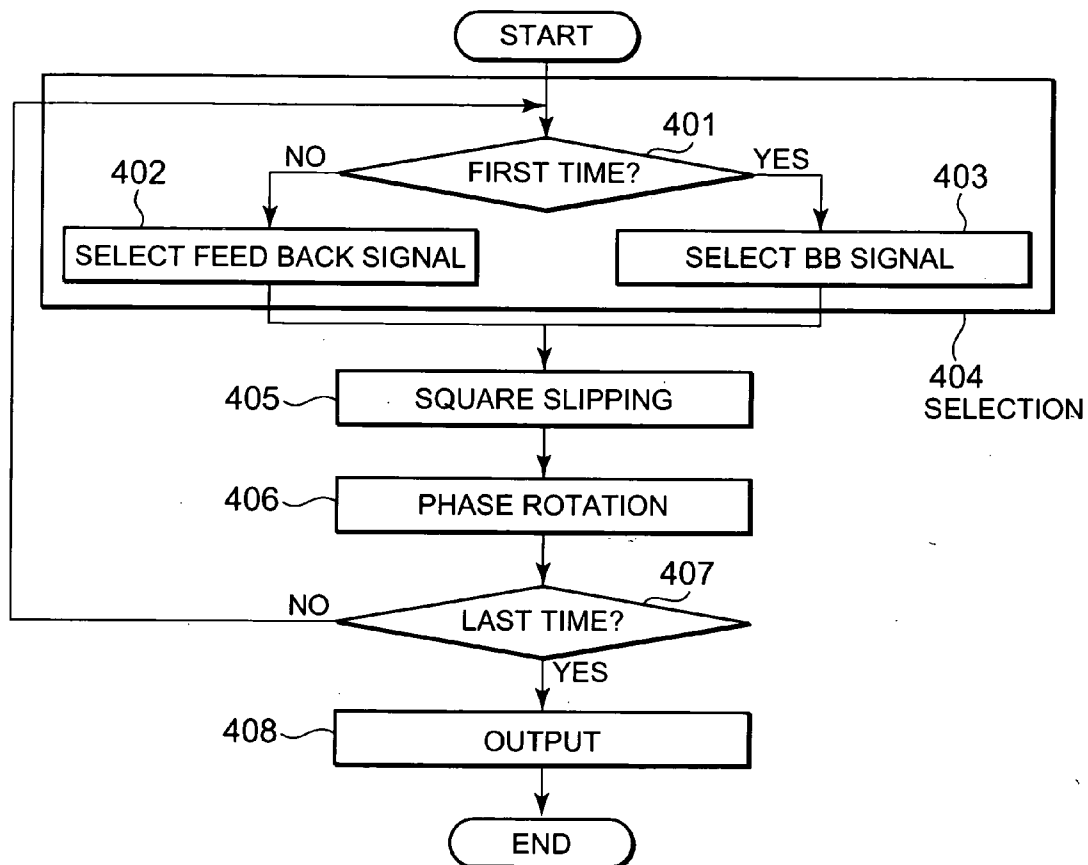 START
401
NO
FIRST TIME?
YES
402
403
SELECT FEED BACK SIGNAL
SELECT BB SIGNAL
404
SELECTION
405
SQUARE SLIPPING
406
PHASE ROTATION
407
NO
LAST TIME?
YES
408
OUTPUT
END